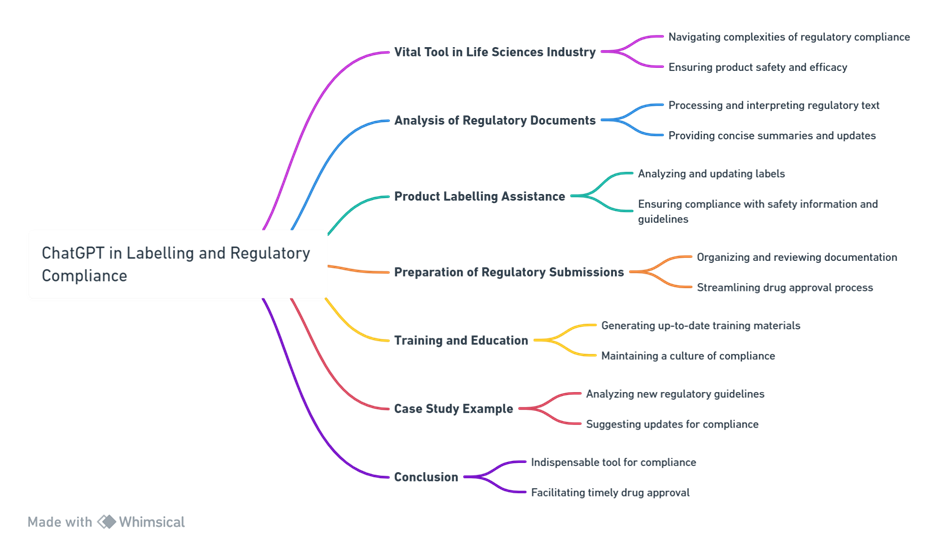 ChatGPT in Labelling and Regulatory
Compliance
Vital Tool in Life Sciences Industry
Navigating complexities of regulatory compliance
Ensuring product safety and efficacy
Analysis of Regulatory Documents
Processing and interpreting regulatory text
Providing concise summaries and updates
Product Labelling Assistance
Analyzing and updating labels
Ensuring compliance with safety information and
guidelines
Preparation of Regulatory Submissions
Organizing and reviewing documentation
Streamlining drug approval process
Training and Education
Generating up-to-date training materials
Maintaining a culture of compliance
Case Study Example
Analyzing new regulatory guidelines
Suggesting updates for compliance
Conclusion
Indispensable tool for compliance
Facilitating timely drug approval
Made with Whimsical